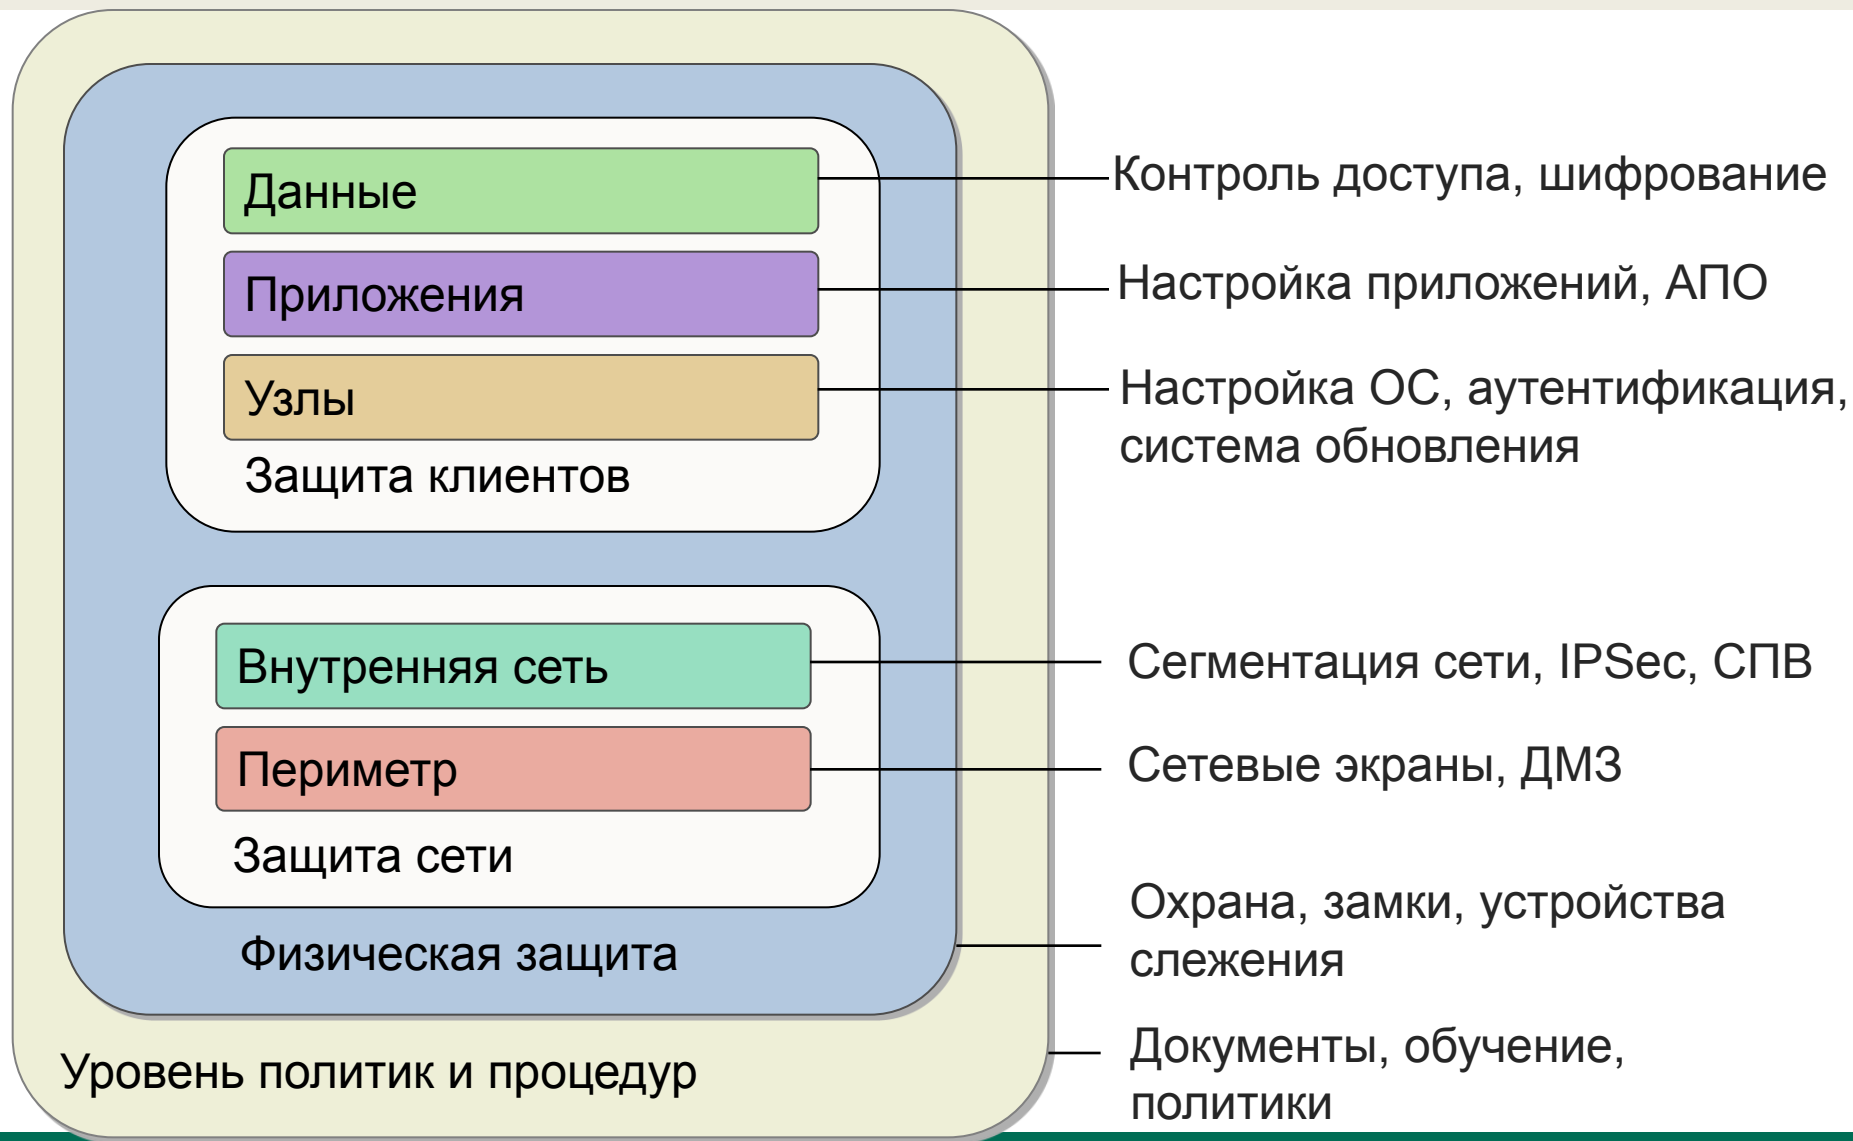 Данные
Контроль доступа, шифрование
Приложения
Настройка приложений, АПО
Узлы
Настройка ОС, аутентификация,
система обновления
Защита клиентов
Внутренняя сеть
Сегментация сети, IPSec, СПВ
Периметр
Сетевые экраны, ДМЗ
Защита сети
Охрана, замки, устройства
слежения
Физическая защита
Документы, обучение,
политики
Уровень политик и процедур